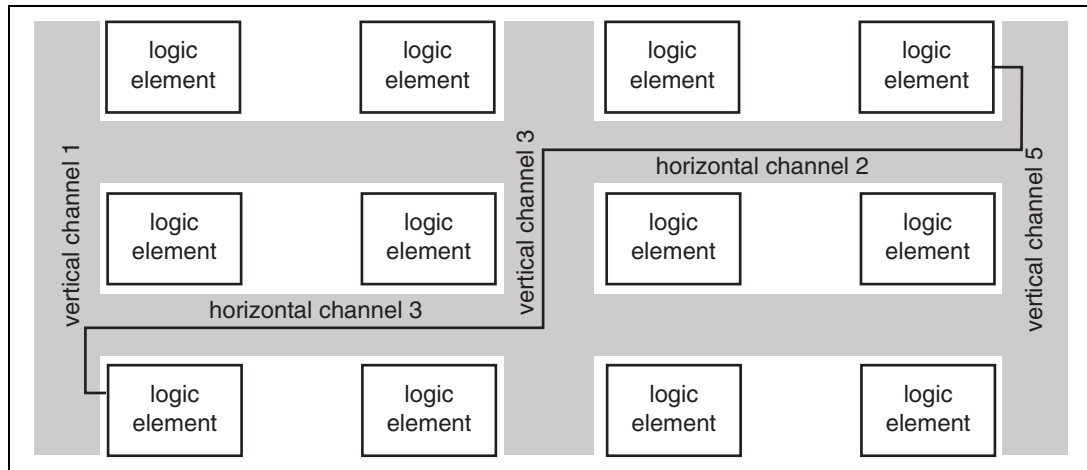 logic
element
logic
element
logic
element
logic
element
vertical channel 1
vertical channel 3
horizontal channel 2
vertical channel 5
logic
element
logic
element
logic
element
logic
element
horizontal channel 3
logic
element
logic
element
logic
element
logic
element